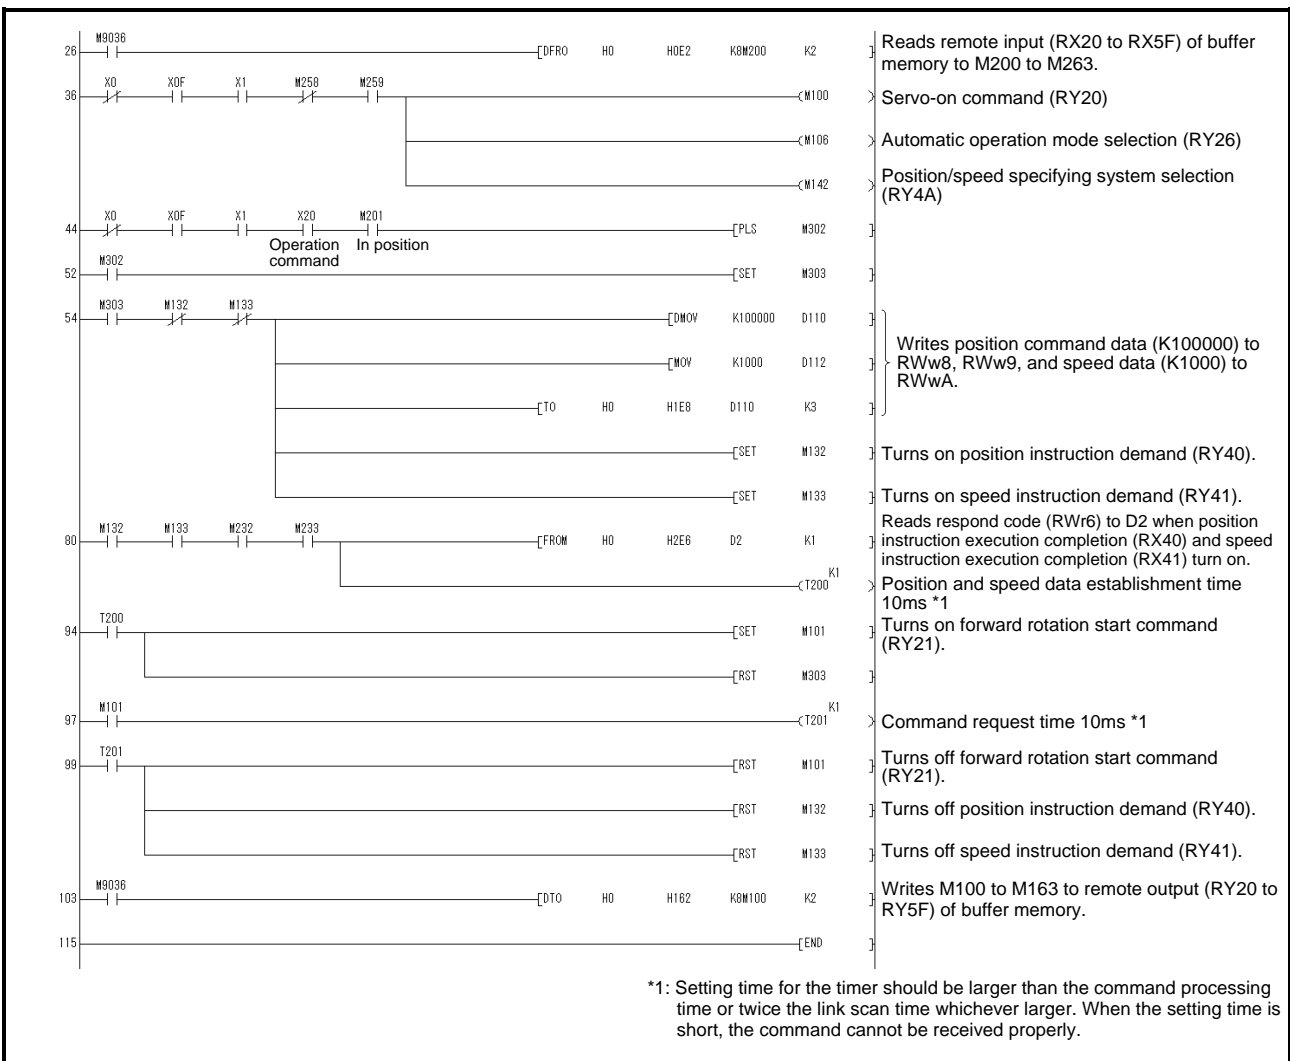 M9036
26 [DFRO H0 H0E2 K8M200 K2 ] Reads remote input (RX20 to RX5F) of buffer
memory to M200 to M263.
X0 X0F X1 M258 M259
36 (M100 ) Servo-on command (RY20)
(M106 ) Automatic operation mode selection (RY26)
(M142 ) Position/speed specifying system selection
(RY4A)
X0 X0F X1 X20 M201
44 [PLS M302 ]
Operation In position
command
M302
52 [SET M303 ]
M303 M132 M133
54 [DMOV K100000 D110 ]
Writes position command data (K100000) to
[MOV K1000 D112 ] RWw8, RWw9, and speed data (K1000) to
RWwA.
[TO H0 H1E8 D110 K3 ]
[SET M132 ] Turns on position instruction demand (RY40).
[SET M133 ] Turns on speed instruction demand (RY41).
M132 M133 M232 M233 Reads respond code (RWr6) to D2 when position
80 [FROM H0 H2E6 D2 K1 ] instruction execution completion (RX40) and speed
instruction execution completion (RX41) turn on.
K1
(T200 ) Position and speed data establishment time
10ms *1
T200
94 [SET M101 ] Turns on forward rotation start command
(RY21).
[RST M303 ]
M101 K1
97 (T201 ) Command request time 10ms *1
T201
99 [RST M101 ] Turns off forward rotation start command
(RY21).
[RST M132 ] Turns off position instruction demand (RY40).
[RST M133 ] Turns off speed instruction demand (RY41).
M9036
103 [DTO H0 H162 K8M100 K2 ] Writes M100 to M163 to remote output (RY20 to
RY5F) of buffer memory.
115 [END ]
*1: Setting time for the timer should be larger than the command processing
time or twice the link scan time whichever larger. When the setting time is
short, the command cannot be received properly.